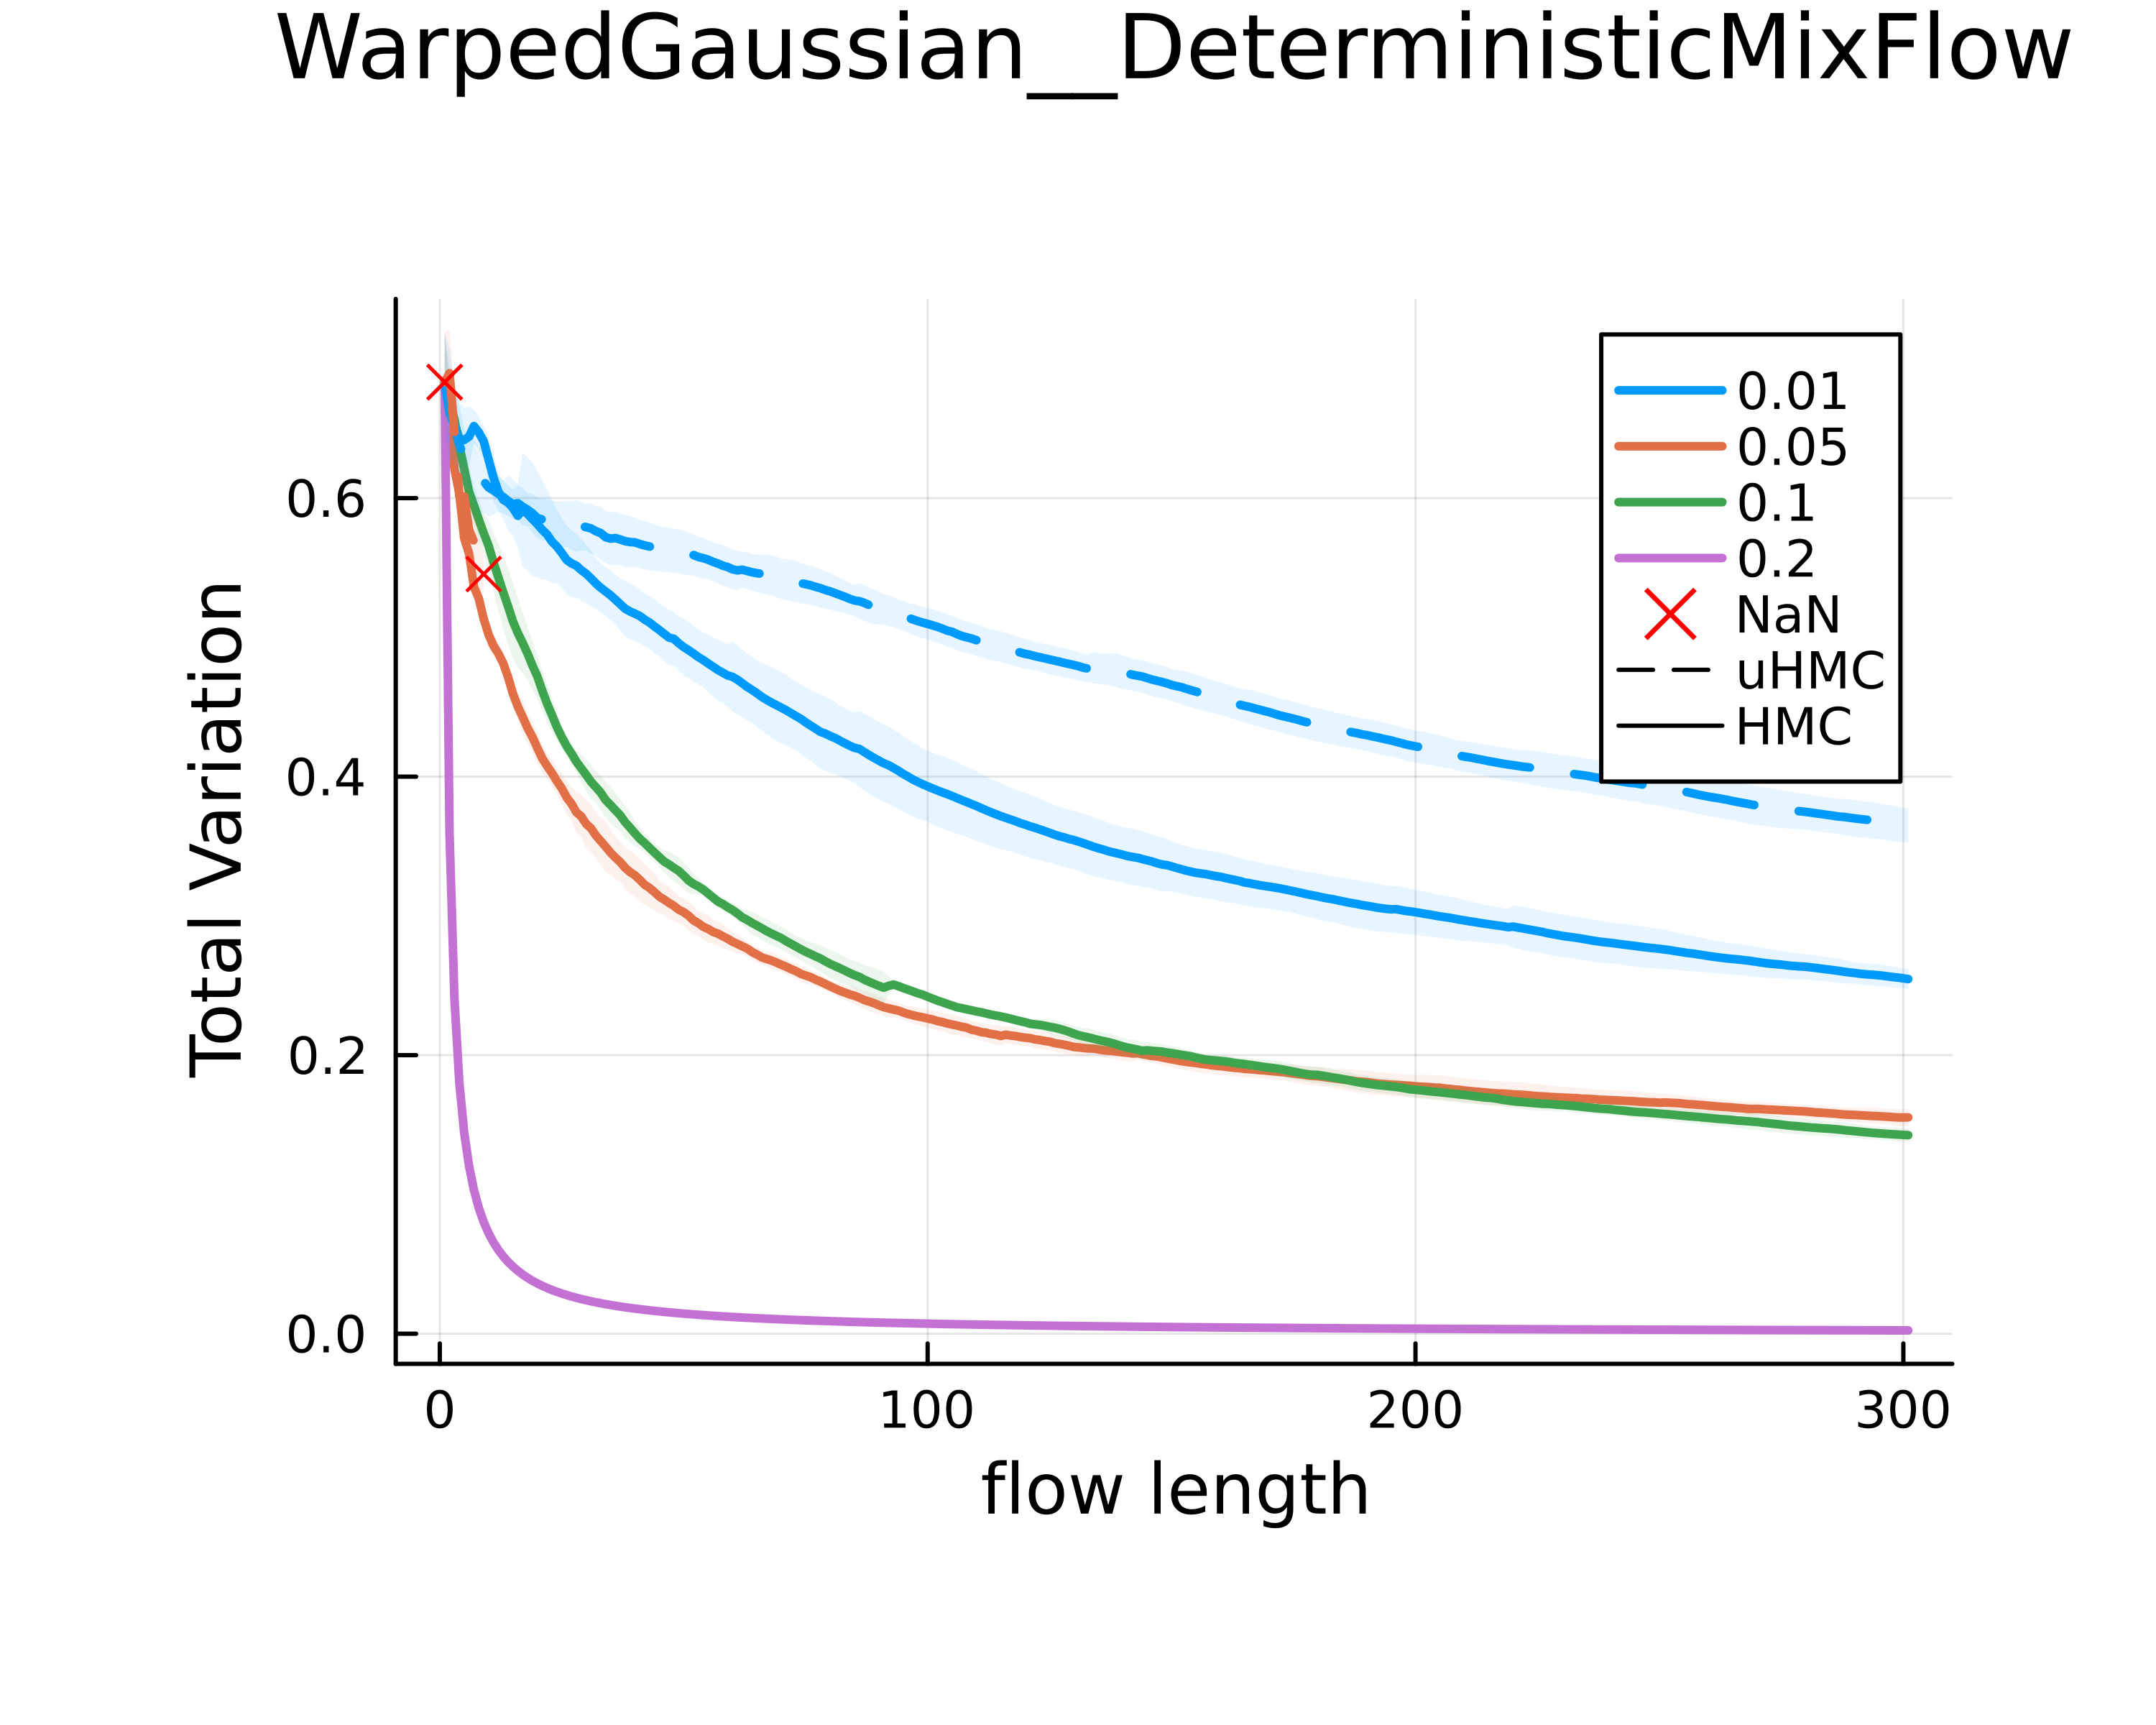 WarpedGaussian__DeterministicMixFlow
0.01
0.05
0.1
0.2
NaN
uHMC
HMC
Total Variation
0.6
0.4
0.2
0.0
0
100
200
300
flow length